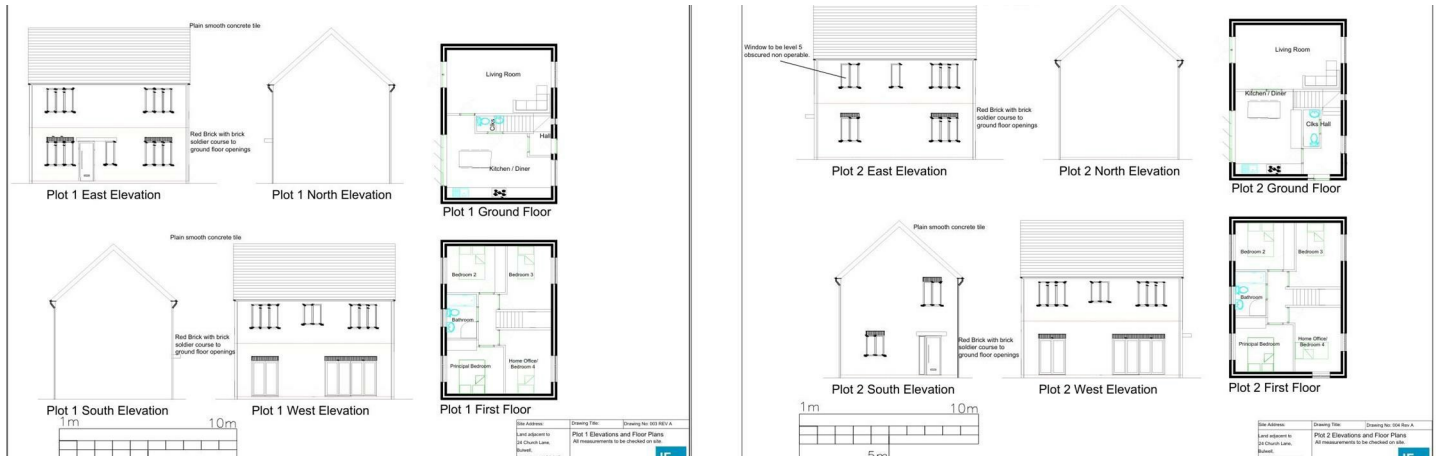 Plain smooth concrete tile
Red Brick with brick
soldier course to
ground floor openings
Plot 1 East Elevation
Plot 1 North Elevation
Living Room
Clks
Hall
Kitchen / Diner
Plot 1 Ground Floor
Plain smooth concrete tile
Red Brick with brick
soldier course to
ground floor openings
Plot 1 South Elevation
Plot 1 West Elevation
Bedroom 2
Bedroom 3
Bathroom
Principal Bedroom
Home Office/
Bedroom 4
Plot 1 First Floor
1m
10m
Site Address:
Land adjacent to
24 Church Lane,
Bulwell,
Drawing Title:
Drawing No: 003 REV A
Plot 1 Elevations and Floor Plans
All measurements to be checked on site.
Window to be level 5
obscured non operable.
Red Brick with brick
soldier course to
ground floor openings
Plot 2 East Elevation
Plot 2 North Elevation
Living Room
Kitchen / Diner
Clks
Hall
Plot 2 Ground Floor
Plain smooth concrete tile
Red Brick with brick
soldier course to
ground floor openings
Plot 2 South Elevation
Plot 2 West Elevation
Bedroom 2
Bedroom 3
Bathroom
Principal Bedroom
Home Office/
Bedroom 4
Plot 2 First Floor
1m
10m
5m
Site Address:
Land adjacent to
24 Church Lane,
Bulwell,
Drawing Title:
Drawing No: 004 Rev A
Plot 2 Elevations and Floor Plans
All measurements to be checked on site.